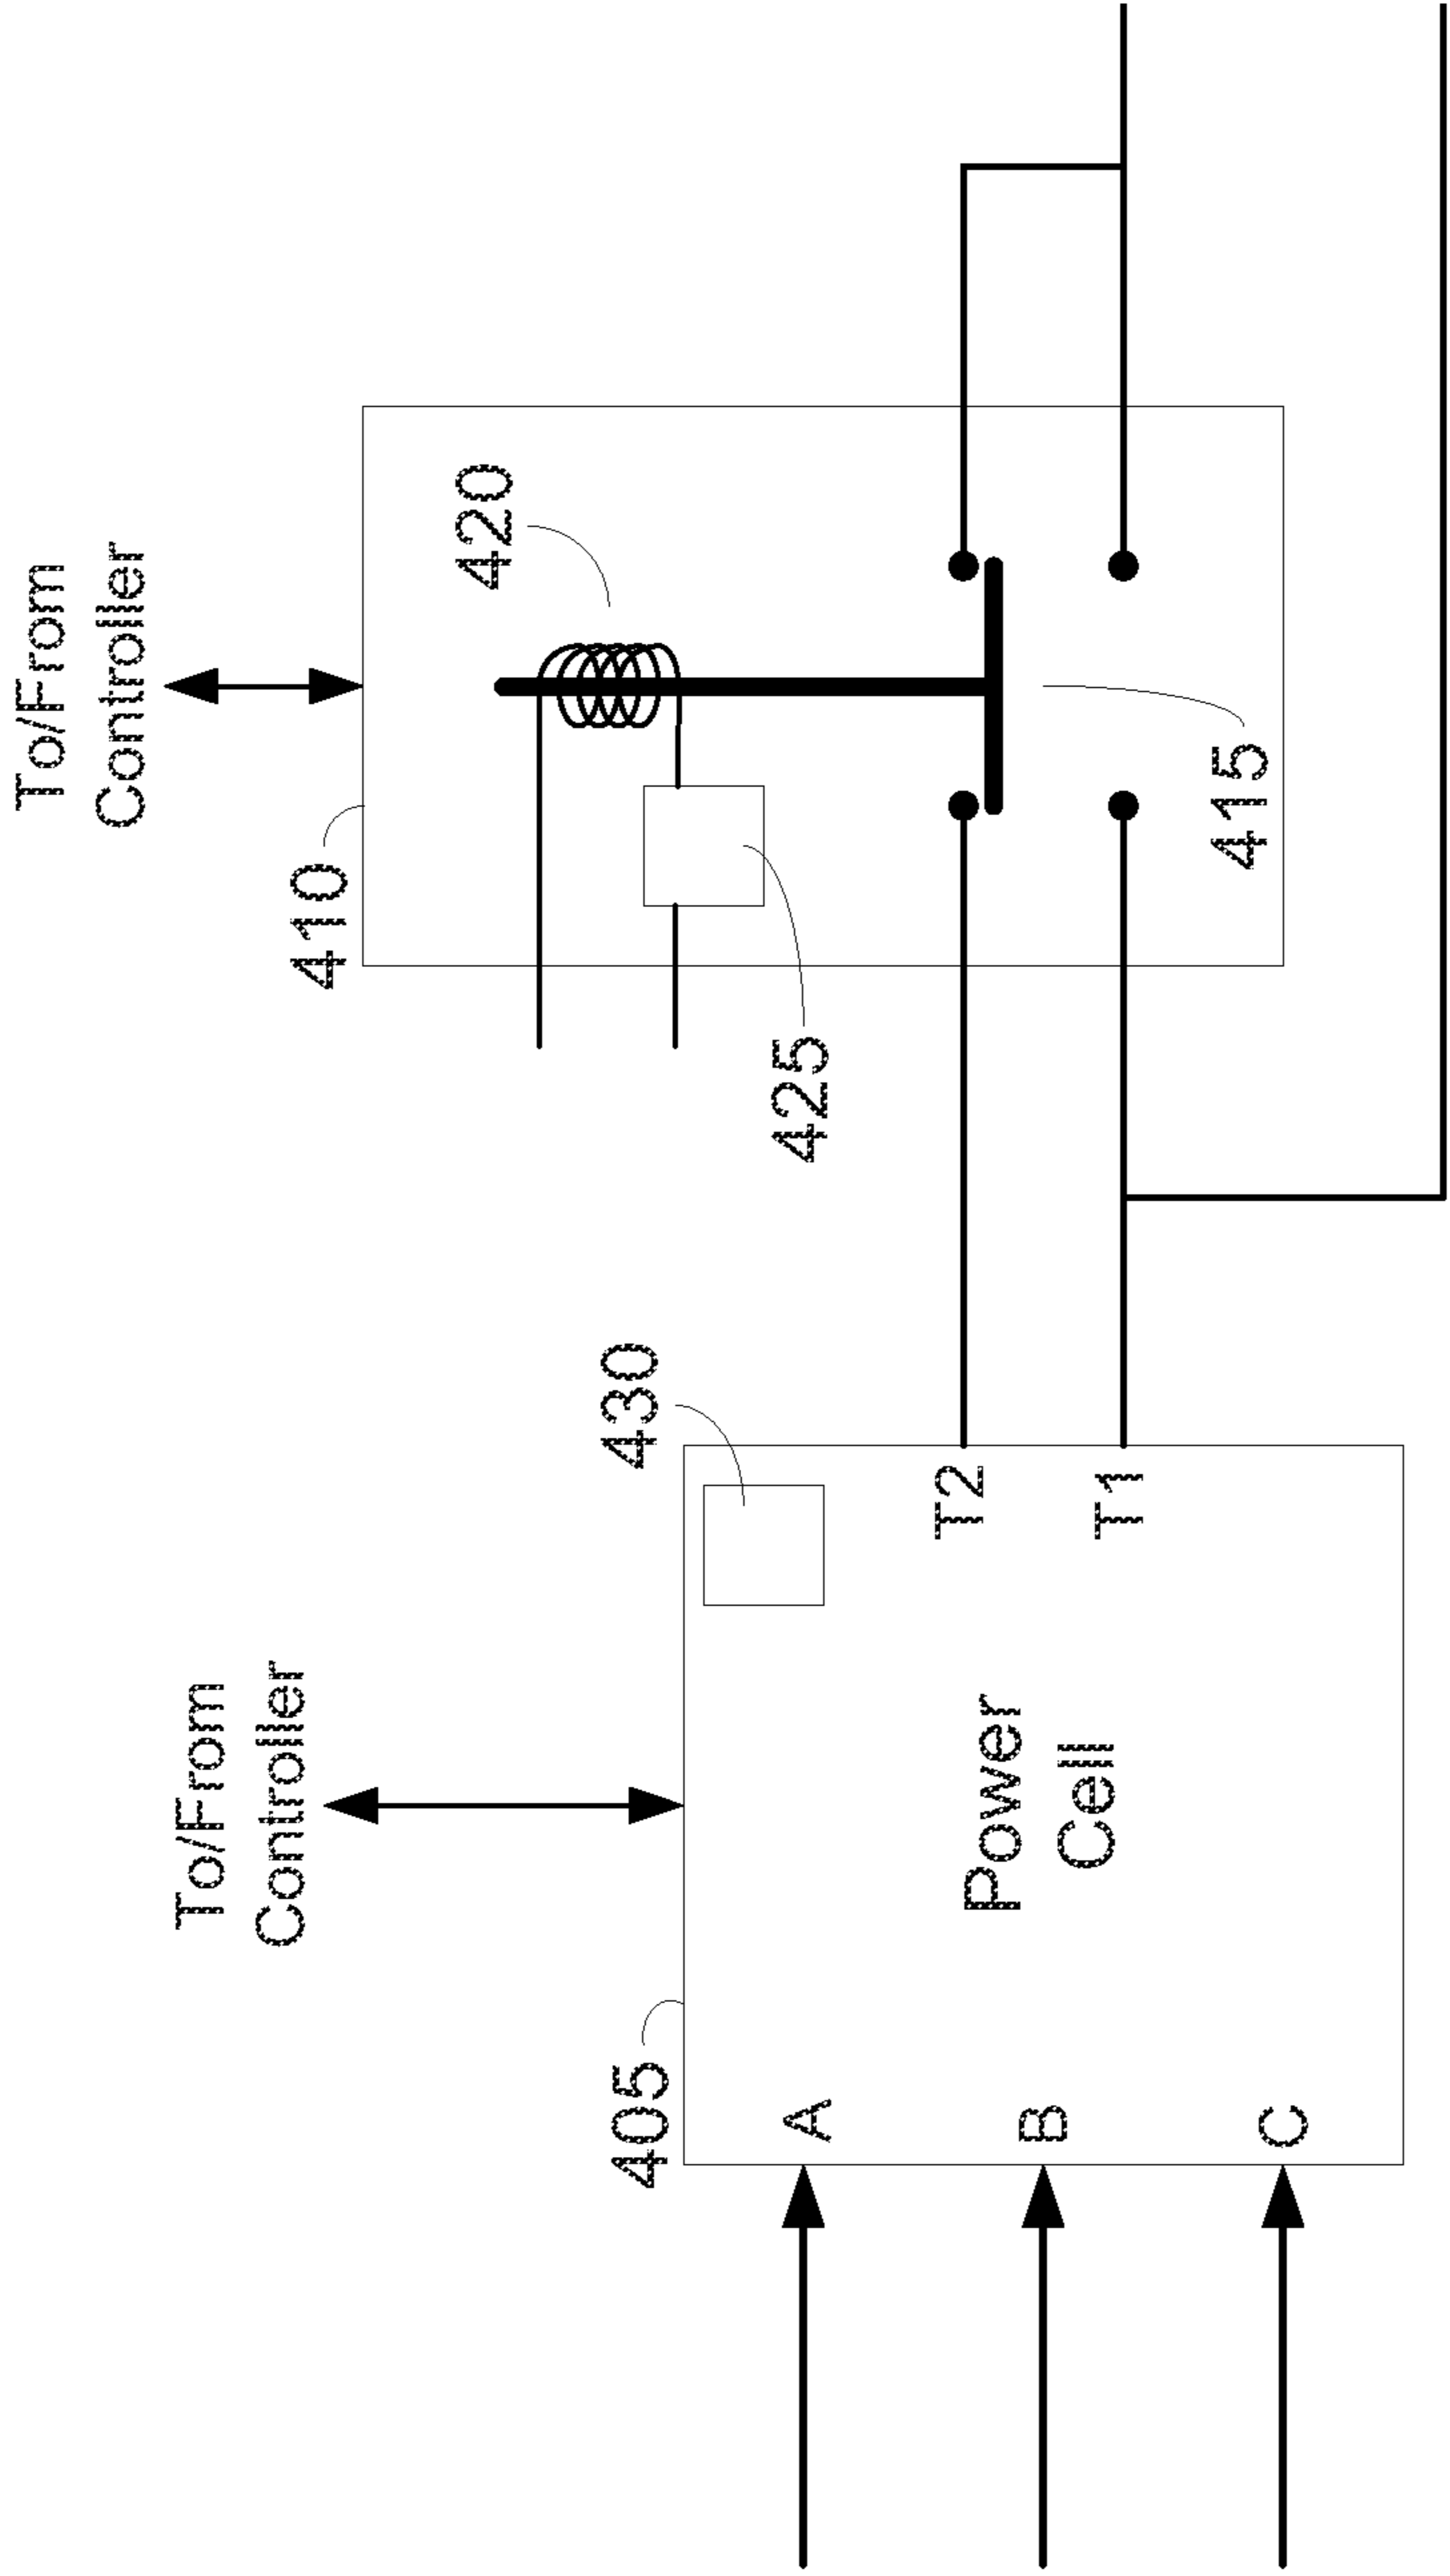 To/From
Controller
410
420
425
415
To/From
Controller
430
405
T2
T1
Power
Cell
A
B
C